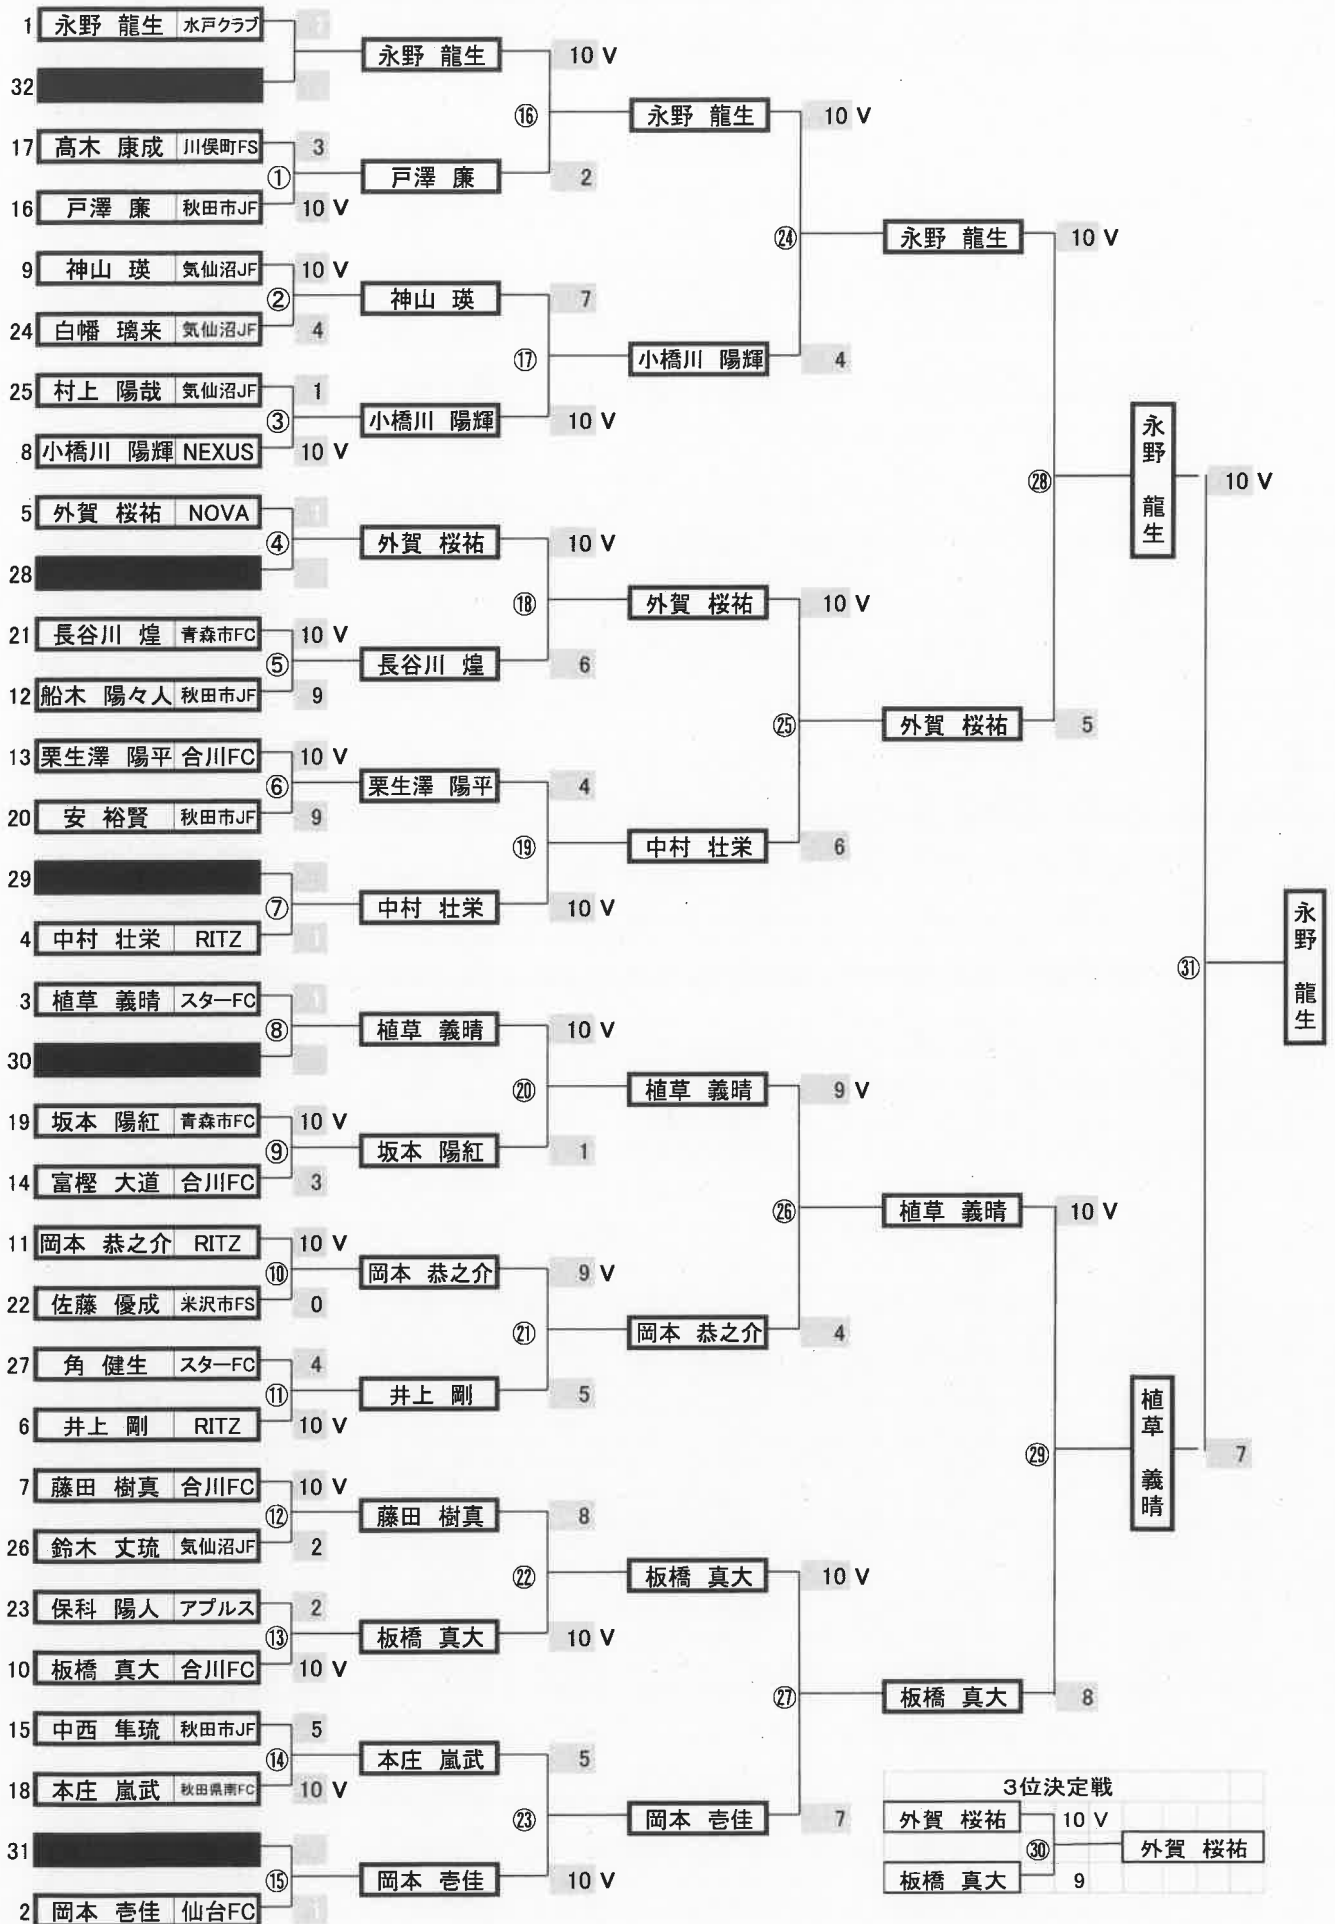 1 永野 龍生 水戸クラブ
永野 龍生 10 V
32
⑯ 永野 龍生 10 V
17 髙木 康成 川俣町FS 3
① 戸澤 廉 2
16 戸澤 廉 秋田市JF 10 V
㉔ 永野 龍生 10 V
9 神山 瑛 気仙沼JF 10 V
② 神山 瑛 7
24 白幡 璃来 気仙沼JF 4
⑰ 小橋川 陽輝 4
25 村上 陽哉 気仙沼JF 1
③ 小橋川 陽輝 10 V
8 小橋川 陽輝 NEXUS 10 V
㉘ 永野 龍生 10 V
5 外賀 桜祐 NOVA
④ 外賀 桜祐 10 V
28
⑱ 外賀 桜祐 10 V
21 長谷川 煌 青森市FC 10 V
⑤ 長谷川 煌 6
12 船木 陽々人 秋田市JF 9
㉕ 外賀 桜祐 5
13 栗生澤 陽平 合川FC 10 V
⑥ 栗生澤 陽平 4
20 安 裕賢 秋田市JF 9
⑲ 中村 壮栄 6
29
⑦ 中村 壮栄 10 V
4 中村 壮栄 RITZ 1
㉛ 永野 龍生
3 植草 義晴 スターFC 1
⑧ 植草 義晴 10 V
30
⑳ 植草 義晴 9 V
19 坂本 陽紅 青森市FC 10 V
⑨ 坂本 陽紅 1
14 富樫 大道 合川FC 3
㉖ 植草 義晴 10 V
11 岡本 恭之介 RITZ 10 V
⑩ 岡本 恭之介 9 V
22 佐藤 優成 米沢市FS 0
㉑ 岡本 恭之介 4
27 角 健生 スターFC 4
⑪ 井上 剛 5
6 井上 剛 RITZ 10 V
㉙ 植草 義晴 7
7 藤田 樹真 合川FC 10 V
⑫ 藤田 樹真 8
26 鈴木 丈琉 気仙沼JF 2
㉒ 板橋 真大 10 V
23 保科 陽人 アプルス 2
⑬ 板橋 真大 10 V
10 板橋 真大 合川FC 10 V
㉗ 板橋 真大 8
15 中西 隼琉 秋田市JF 5
⑭ 本庄 嵐武 5
18 本庄 嵐武 秋田県南FC 10 V
㉓ 岡本 壱佳 7
31
⑮ 岡本 壱佳 10 V
2 岡本 壱佳 仙台FC 1
3位決定戦
外賀 桜祐 10 V
㉚ 外賀 桜祐
板橋 真大 9